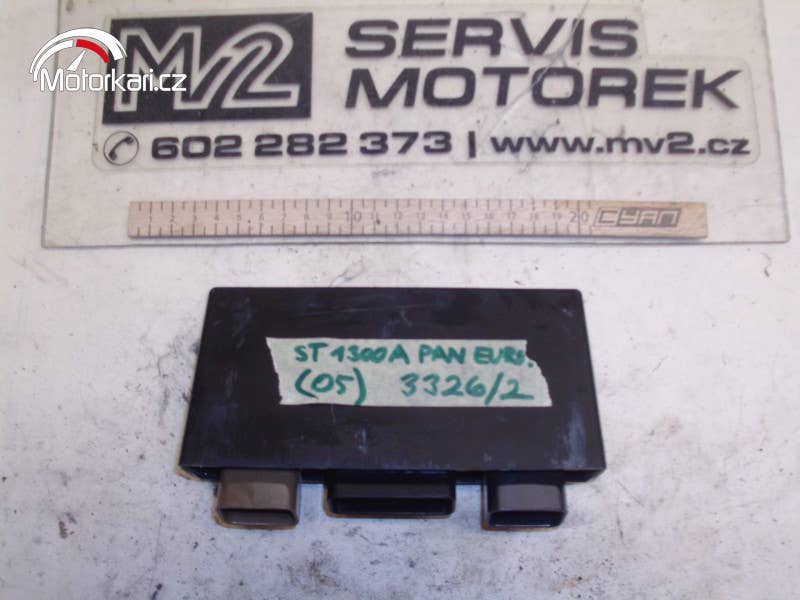 Motorkari.cz
MV2 SERVIS
MOTOREK
602 282 373 | www.mv2.cz
1 2 3 4 5 6 7 8 9 10 11 12 13 14 15 16 17 18 19 20 CYAN
ST 1300A PAN EURO.
(05) 3326/2